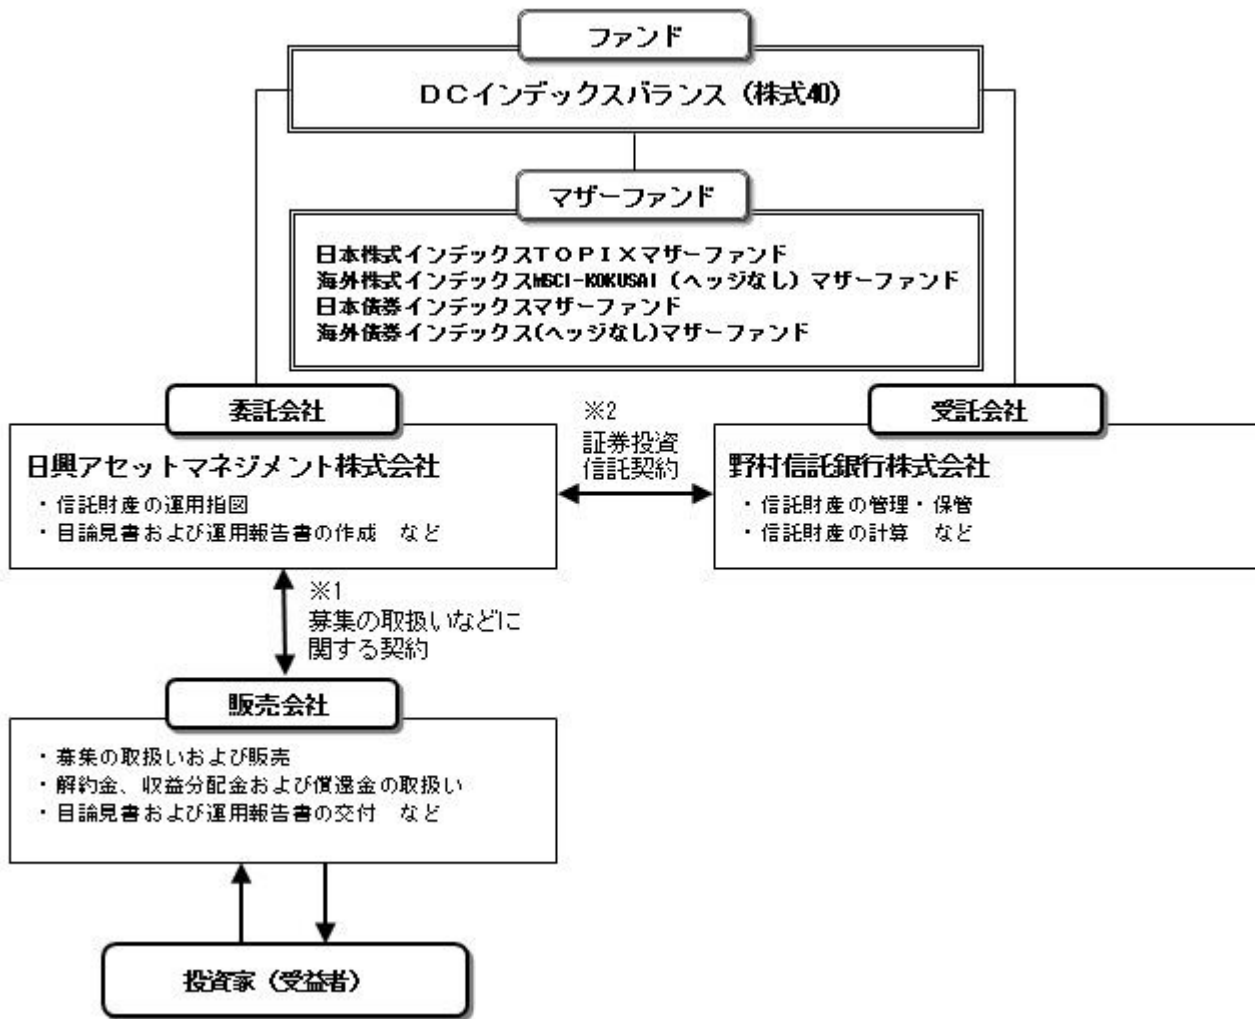 ファンド
DCインデックスバランス（株式40）
マザーファンド
日本株式インデックスTOPIXマザーファンド
海外株式インデックスMSCI-KOKUSAI（ヘッジなし）マザーファンド
日本債券インデックスマザーファンド
海外債券インデックス(ヘッジなし)マザーファンド
委託会社
日興アセットマネジメント株式会社
・信託財産の運用指図
・目論見書および運用報告書の作成　など
※2
証券投資
信託契約
受託会社
野村信託銀行株式会社
・信託財産の管理・保管
・信託財産の計算　など
※1
募集の取扱いなどに
関する契約
販売会社
・募集の取扱いおよび販売
・解約金、収益分配金および償還金の取扱い
・目論見書および運用報告書の交付　など
投資家（受益者）